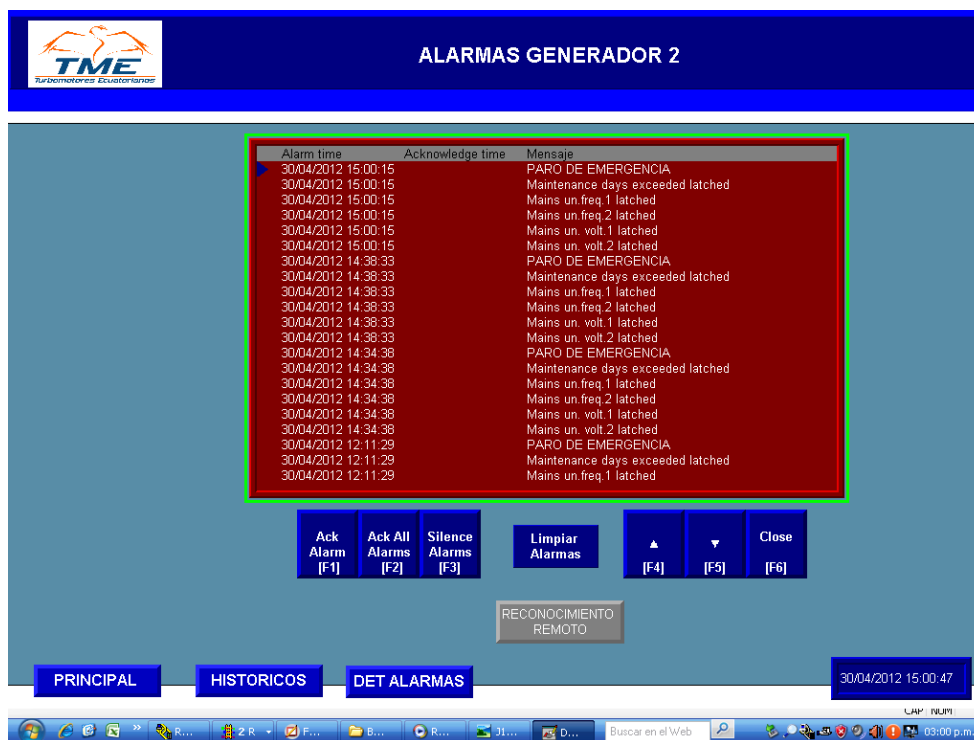 TME
Turbomotores Ecuatorianos
ALARMAS GENERADOR 2
Alarm time Acknowledge time Mensaje
30/04/2012 15:00:15 PARO DE EMERGENCIA
30/04/2012 15:00:15 Maintenance days exceeded latched
30/04/2012 15:00:15 Mains un.freq.1 latched
30/04/2012 15:00:15 Mains un.freq.2 latched
30/04/2012 15:00:15 Mains un. volt.1 latched
30/04/2012 15:00:15 Mains un. volt.2 latched
30/04/2012 14:38:33 PARO DE EMERGENCIA
30/04/2012 14:38:33 Maintenance days exceeded latched
30/04/2012 14:38:33 Mains un.freq.1 latched
30/04/2012 14:38:33 Mains un.freq.2 latched
30/04/2012 14:38:33 Mains un. volt.1 latched
30/04/2012 14:38:33 Mains un. volt.2 latched
30/04/2012 14:34:38 PARO DE EMERGENCIA
30/04/2012 14:34:38 Maintenance days exceeded latched
30/04/2012 14:34:38 Mains un.freq.1 latched
30/04/2012 14:34:38 Mains un.freq.2 latched
30/04/2012 14:34:38 Mains un. volt.1 latched
30/04/2012 14:34:38 Mains un. volt.2 latched
30/04/2012 12:11:29 PARO DE EMERGENCIA
30/04/2012 12:11:29 Maintenance days exceeded latched
30/04/2012 12:11:29 Mains un.freq.1 latched
Ack
Alarm
[F1]
Ack All
Alarms
[F2]
Silence
Alarms
[F3]
Limpiar
Alarmas
[F4]
[F5]
Close
[F6]
RECONOCIMIENTO
REMOTO
PRINCIPAL
HISTORICOS
DET ALARMAS
30/04/2012 15:00:47
CAP NUM
» R... 2 R F... B... R... J1... D... Buscar en el Web 03:00 p.m.